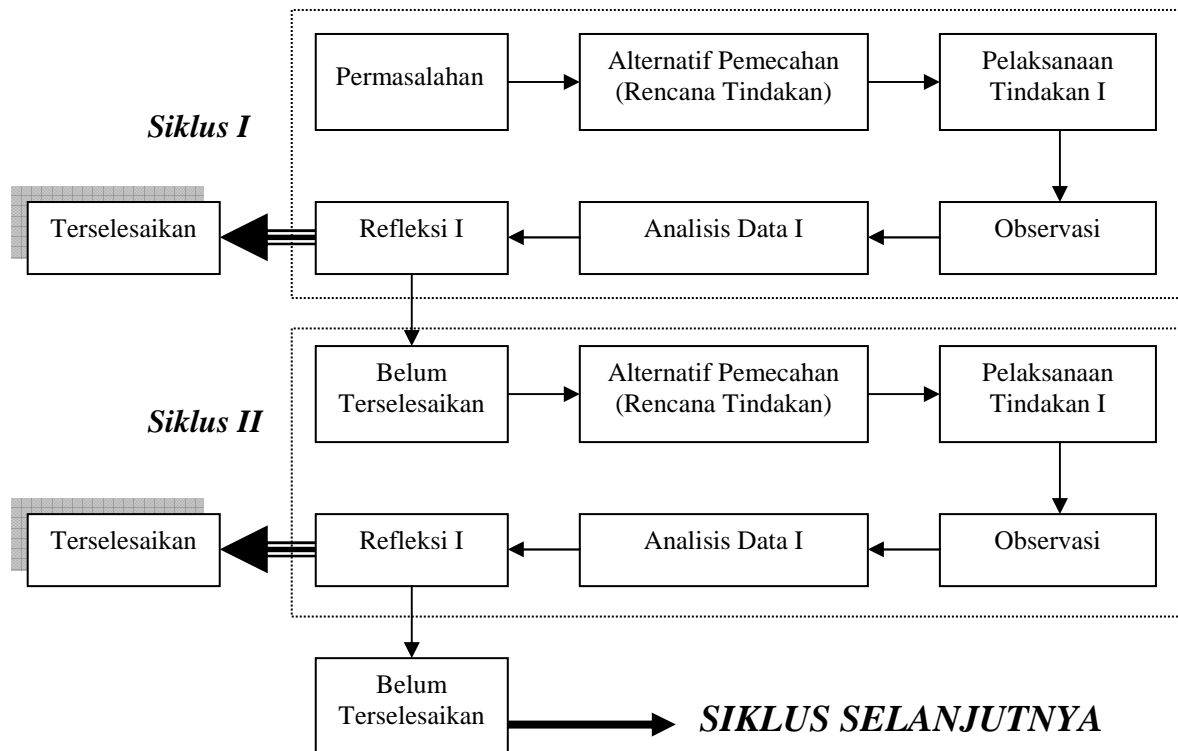 Permasalahan
Alternatif Pemecahan
(Rencana Tindakan)
Pelaksanaan
Tindakan I
Siklus I
Terselesaikan
Refleksi I
Analisis Data I
Observasi
Belum
Terselesaikan
Alternatif Pemecahan
(Rencana Tindakan)
Pelaksanaan
Tindakan I
Siklus II
Terselesaikan
Refleksi I
Analisis Data I
Observasi
Belum
Terselesaikan
SIKLUS SELANJUTNYA